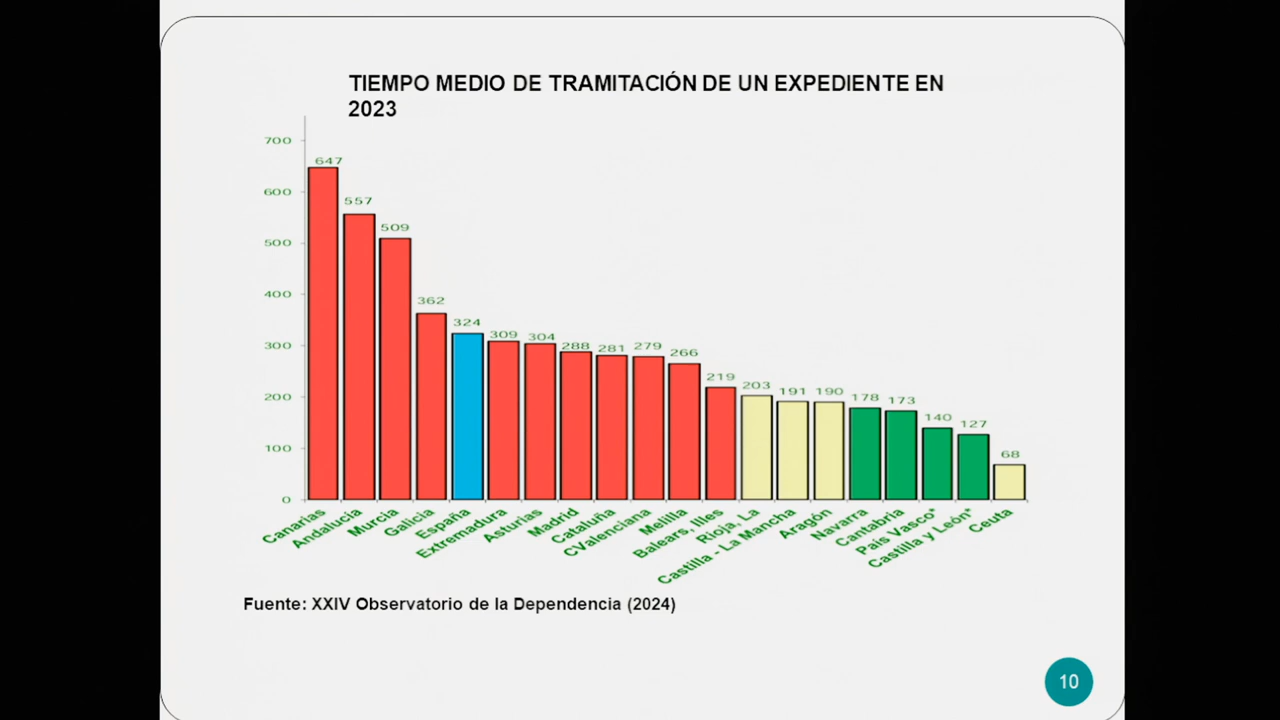 TIEMPO MEDIO DE TRAMITACIÓN DE UN EXPEDIENTE EN
2023
700
600
500
400
300
200
100
0
647
557
509
362
324
309
304
288
281
279
266
219
203
191
190
178
173
140
127
68
Canarias
Andalucía
Murcia
Galicia
España
Extremadura
Asturias
Madrid
Cataluña
CValenciana
Melilla
Balears, Illes
Rioja, La
Castilla - La Mancha
Aragón
Navarra
Cantabria
País Vasco*
Castilla y León*
Ceuta
Fuente: XXIV Observatorio de la Dependencia (2024)
10